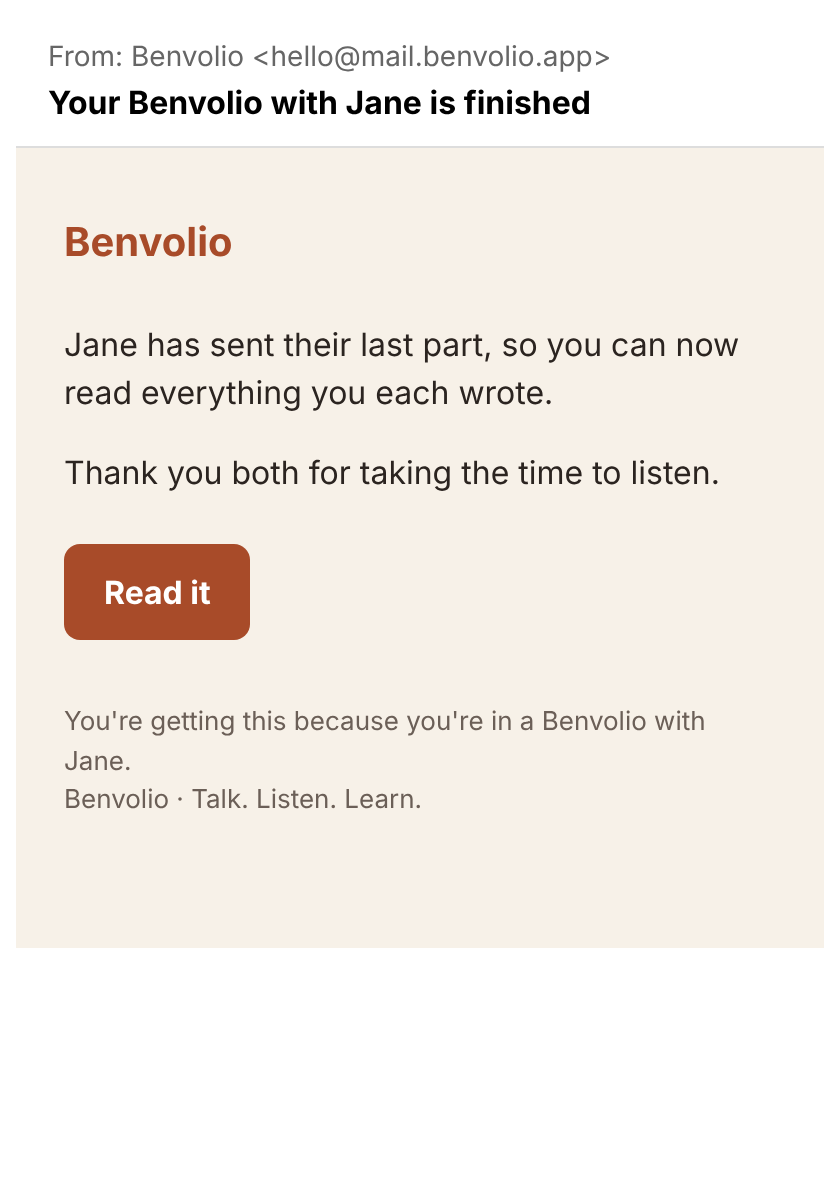 From: Benvolio <hello@mail.benvolio.app>
Your Benvolio with Jane is finished
Benvolio
Jane has sent their last part, so you can now
read everything you each wrote.
Thank you both for taking the time to listen.
Read it
You're getting this because you're in a Benvolio with
Jane.
Benvolio · Talk. Listen. Learn.